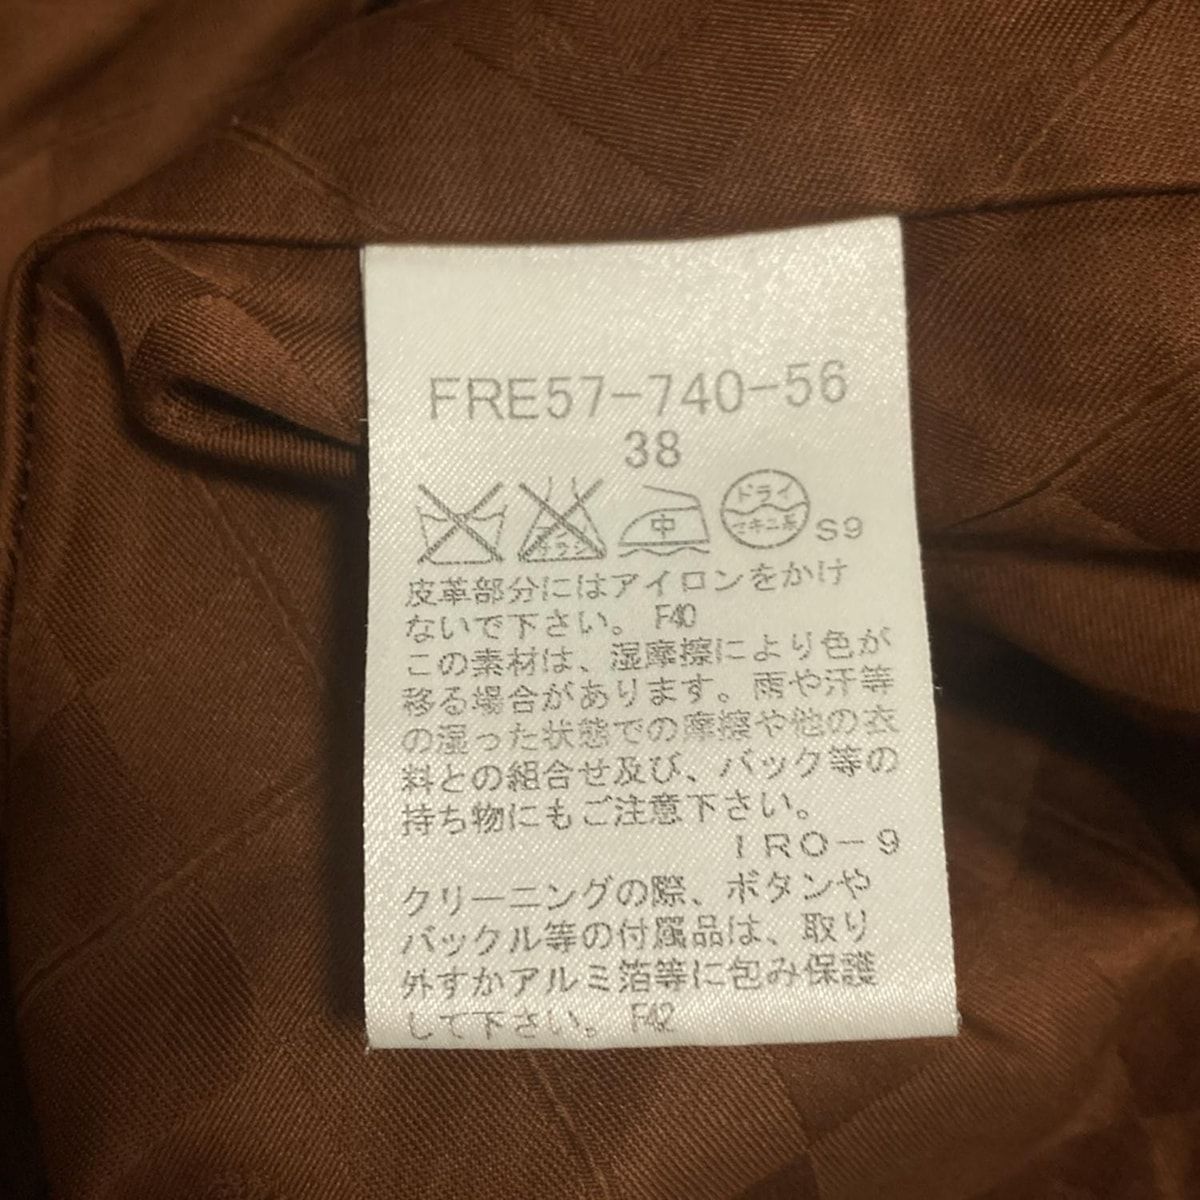 FRE57-740-56
38
エンソ
サラシ
中
ドライ
セキユ系
S9
皮革部分にはアイロンをかけ
ないで下さい。 F40
この素材は、湿摩擦により色が
移る場合があります。雨や汗等
の湿った状態での摩擦や他の衣
料との組合せ及び、バック等の
持ち物にもご注意下さい。
IRO-9
クリーニングの際、ボタンや
バックル等の付属品は、取り
外すかアルミ箔等に包み保護
して下さい。 F42